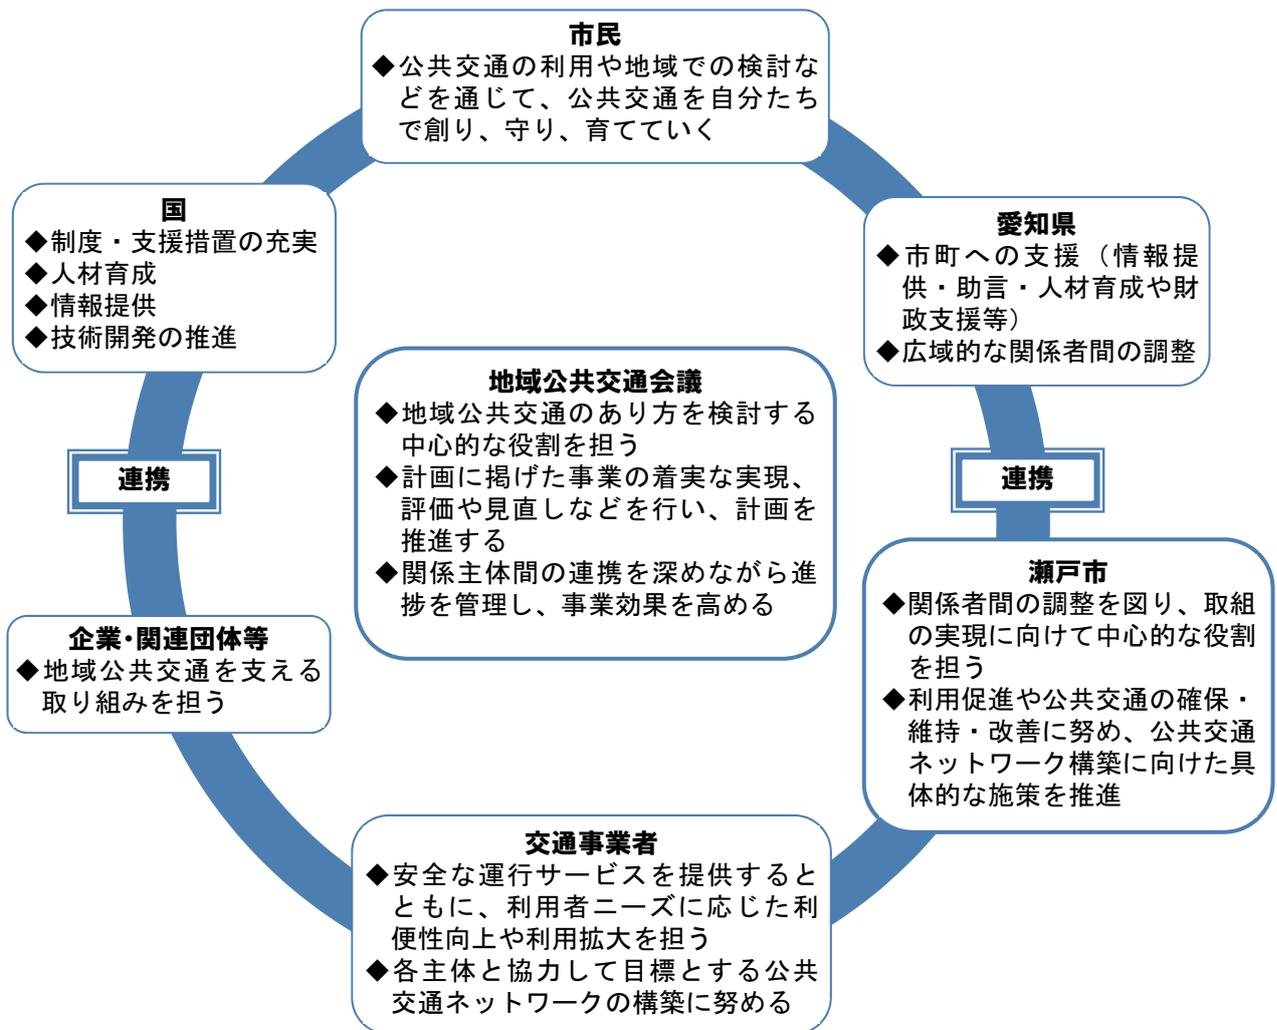 市民
◆公共交通の利用や地域での検討な
どを通じて、公共交通を自分たち
で創り、守り、育てていく
国
◆制度・支援措置の充実
◆人材育成
◆情報提供
◆技術開発の推進
愛知県
◆市町への支援（情報提
供・助言・人材育成や財
政支援等）
◆広域的な関係者間の調整
地域公共交通会議
◆地域公共交通のあり方を検討する
中心的な役割を担う
◆計画に掲げた事業の着実な実現、
評価や見直しなどを行い、計画を
推進する
◆関係主体間の連携を深めながら進
捗を管理し、事業効果を高める
連携
連携
瀬戸市
◆関係者間の調整を図り、取組
の実現に向けて中心的な役割
を担う
◆利用促進や公共交通の確保・
維持・改善に努め、公共交通
ネットワーク構築に向けた具
体的な施策を推進
企業・関連団体等
◆地域公共交通を支える
取り組みを担う
交通事業者
◆安全な運行サービスを提供すると
ともに、利用者ニーズに応じた利
便性向上や利用拡大を担う
◆各主体と協力して目標とする公共
交通ネットワークの構築に努める